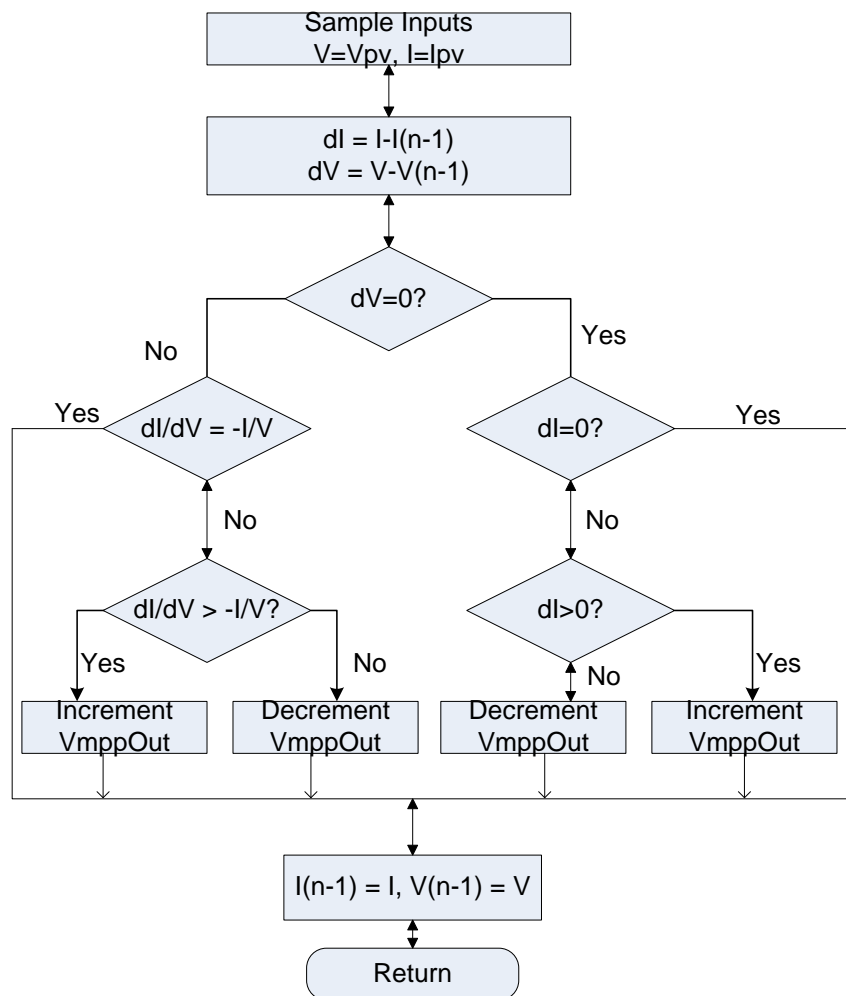 Sample Inputs
V=Vpv, I=Ipv
dI = I-I(n-1)
dV = V-V(n-1)
dV=0?
No
Yes
Yes
dI/dV = -I/V
dI=0?
Yes
No
No
dI/dV > -I/V?
dI>0?
Yes
No
No
Yes
Increment
VmppOut
Decrement
VmppOut
Decrement
VmppOut
Increment
VmppOut
I(n-1) = I, V(n-1) = V
Return